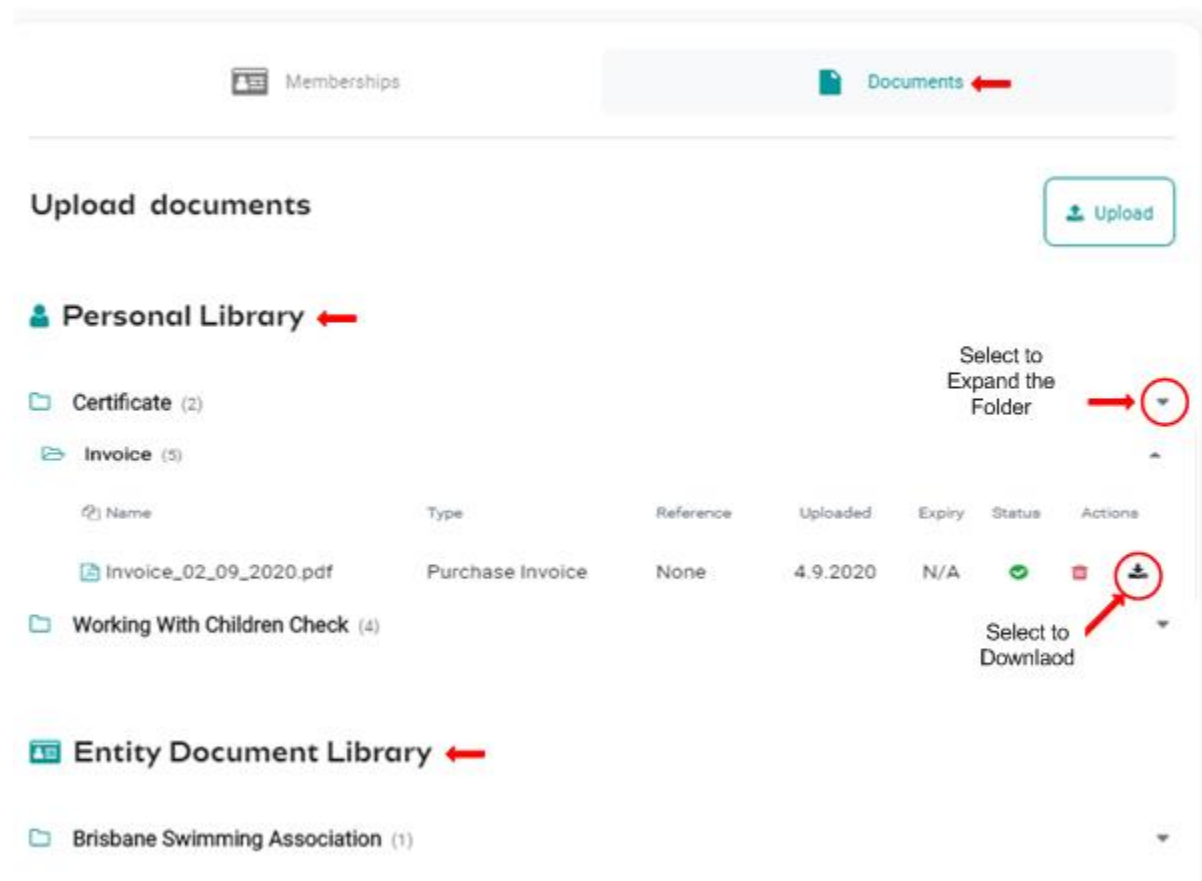 Memberships
Documents
Upload documents
Upload
Personal Library
Select to
Expand the
Folder
Certificate (2)
Invoice (5)
Name Type Reference Uploaded Expiry Status Actions
Invoice_02_09_2020.pdf Purchase Invoice None 4.9.2020 N/A
Working With Children Check (4)
Select to
Downlaod
Entity Document Library
Brisbane Swimming Association (1)